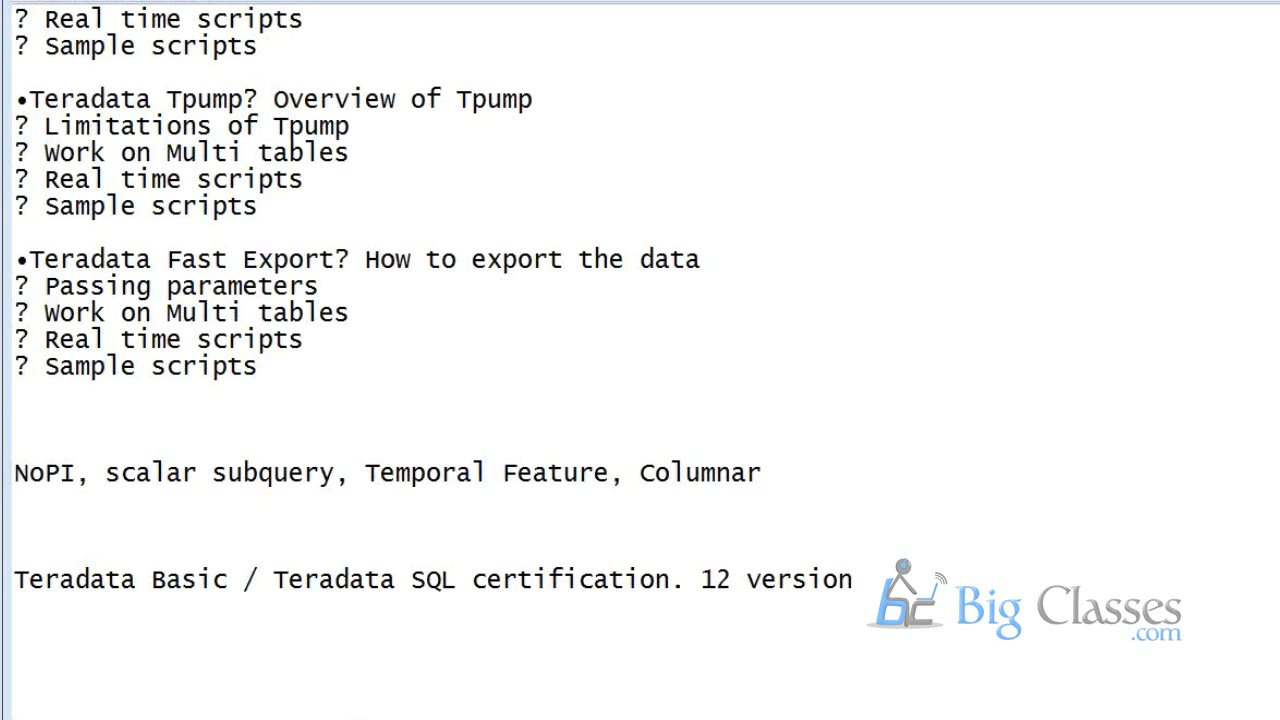 ? Real time scripts
? Sample scripts
•Teradata Tpump? Overview of Tpump
? Limitations of Tpump
? Work on Multi tables
? Real time scripts
? Sample scripts
•Teradata Fast Export? How to export the data
? Passing parameters
? Work on Multi tables
? Real time scripts
? Sample scripts
NoPI, scalar subquery, Temporal Feature, Columnar
Teradata Basic / Teradata SQL certification. 12 version
bc Big Classes
.com